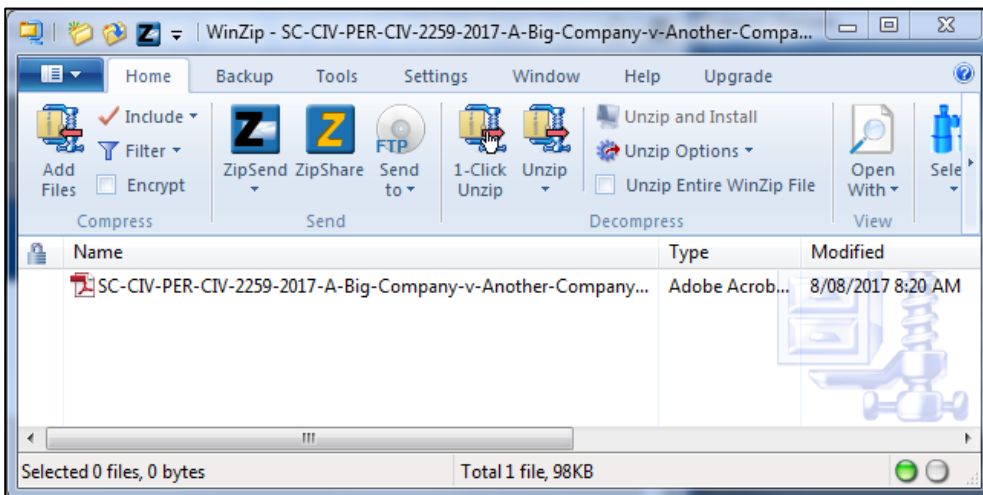 WinZip - SC-CIV-PER-CIV-2259-2017-A-Big-Company-v-Another-Compa...
Home Backup Tools Settings Window Help Upgrade
Add Files
Include
Filter
Encrypt
Compress
ZipSend
ZipShare
FTP
Send to
Send
1-Click Unzip
Unzip
Unzip and Install
Unzip Options
Unzip Entire WinZip File
Decompress
Open With
View
Sele
Name Type Modified
SC-CIV-PER-CIV-2259-2017-A-Big-Company-v-Another-Company... Adobe Acrob... 8/08/2017 8:20 AM
Selected 0 files, 0 bytes Total 1 file, 98KB